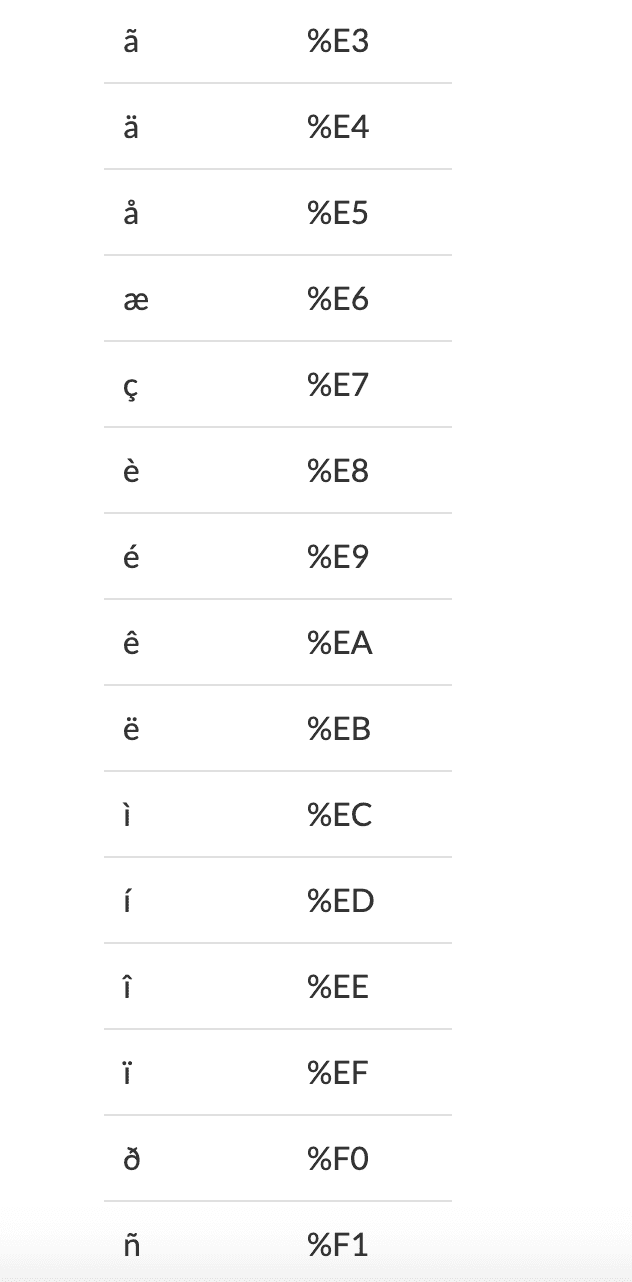 ã %E3
ä %E4
å %E5
æ %E6
ç %E7
è %E8
é %E9
ê %EA
ë %EB
ì %EC
í %ED
î %EE
ï %EF
ð %F0
ñ %F1